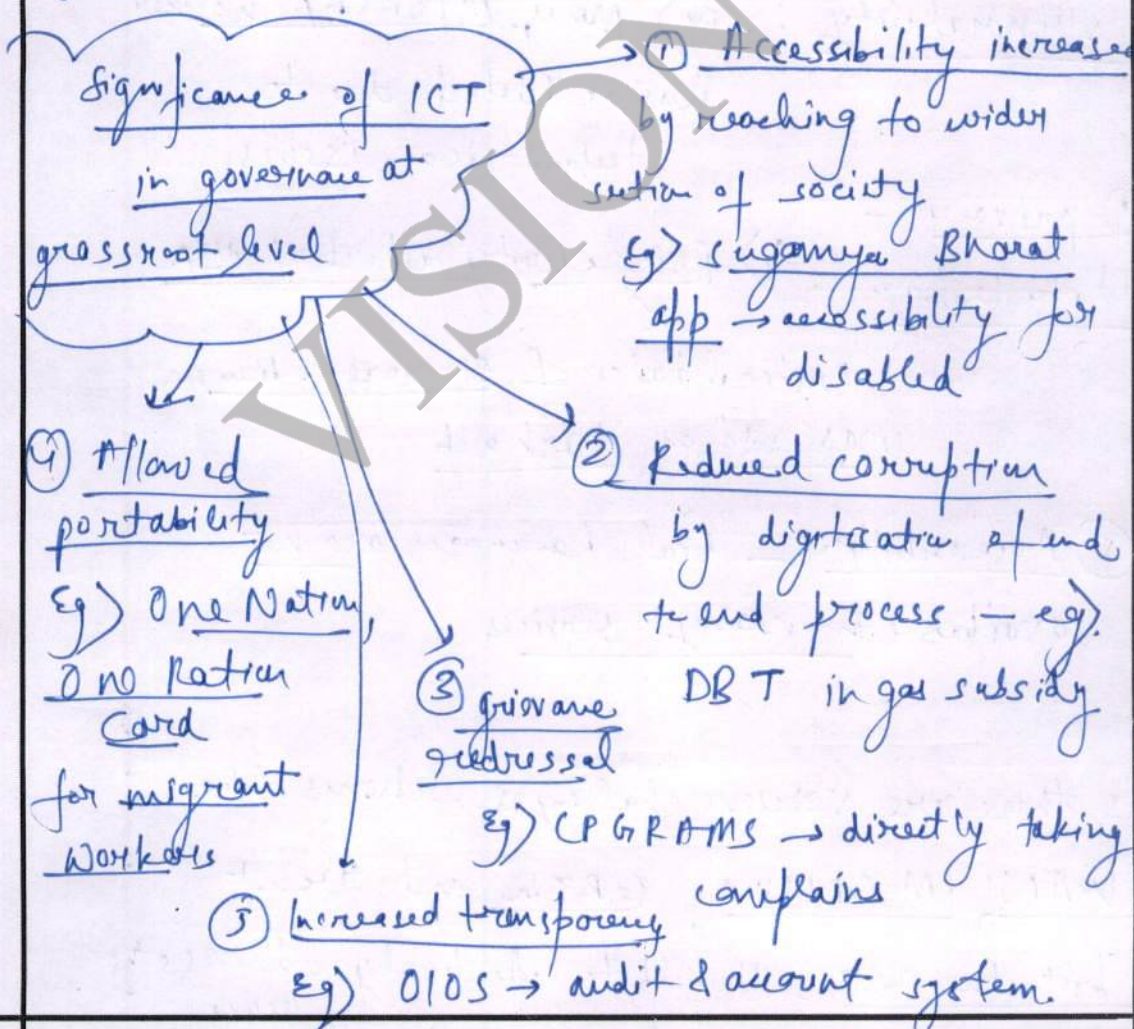 Significance of ICT
in governance at
grassroot level
① Accessibility increased
by reaching to wider
section of society
Eg) Sugamya Bharat
app → accessibility for
disabled
② Reduced corruption
by digitisation of end
to end process - eg).
DBT in gas subsidy
③ grievance
redressal
Eg) CPGRAMS → directly taking
complains
④ Allowed
portability
Eg) One Nation,
One Ration
Card
for migrant
workers
⑤ Increased transparency
Eg) OIOS → audit & account system.
VISION